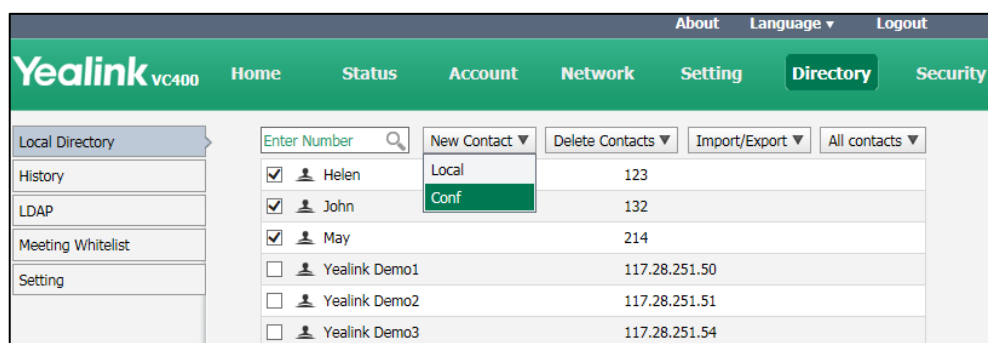 About Language ▼ Logout
Yealink VC400 Home Status Account Network Setting Directory Security
Local Directory
History
LDAP
Meeting Whitelist
Setting
Enter Number New Contact ▼ Delete Contacts ▼ Import/Export ▼ All contacts ▼
Local
Conf
Helen 123
John 132
May 214
Yealink Demo1 117.28.251.50
Yealink Demo2 117.28.251.51
Yealink Demo3 117.28.251.54